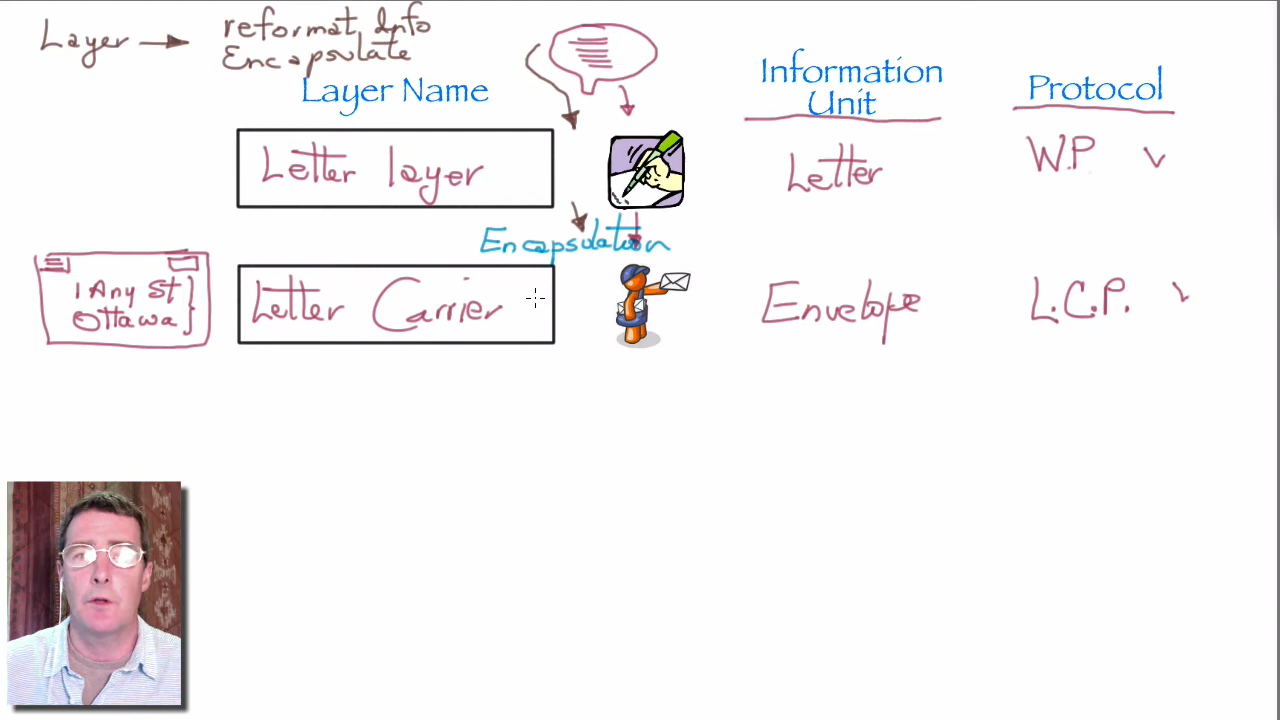 Layer → reformat Info
Encapsulate
Layer Name
Information
Unit
Protocol
Letter layer
Letter
W.P
Encapsulation
1 Any St
Ottawa
Letter Carrier
Envelope
L.C.P.